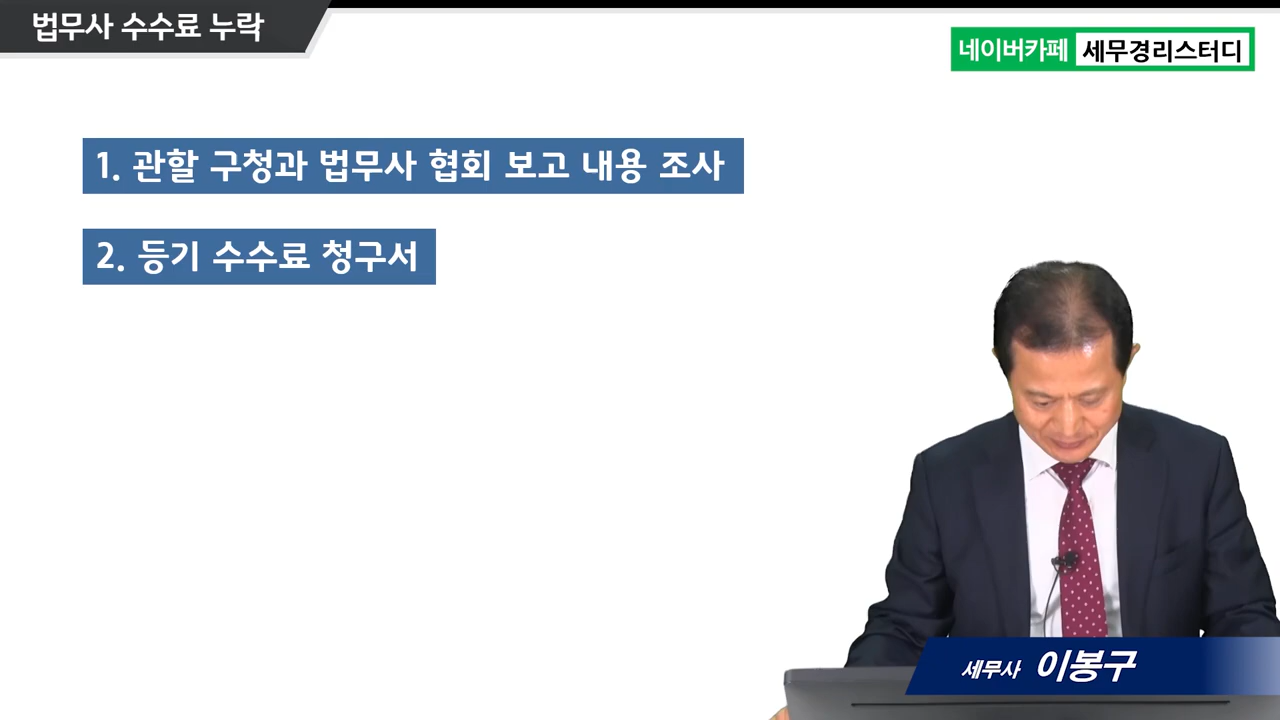 법무사 수수료 누락
네이버카페 세무경리스터디
1. 관할 구청과 법무사 협회 보고 내용 조사
2. 등기 수수료 청구서
세무사 이봉구